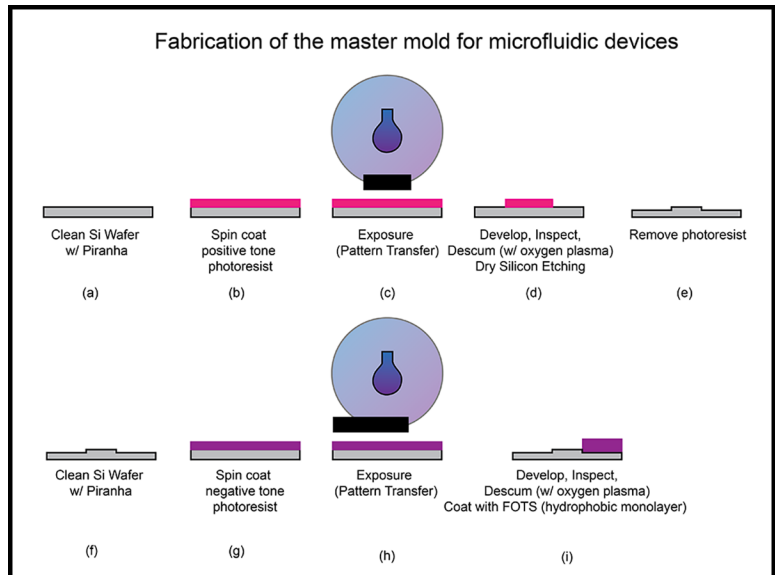 Fabrication of the master mold for microfluidic devices
Clean Si Wafer
w/ Piranha
(a)
Spin coat
positive tone
photoresist
(b)
Exposure
(Pattern Transfer)
(c)
Develop, Inspect,
Descum (w/ oxygen plasma)
Dry Silicon Etching
(d)
Remove photoresist
(e)
Clean Si Wafer
w/ Piranha
(f)
Spin coat
negative tone
photoresist
(g)
Exposure
(Pattern Transfer)
(h)
Develop, Inspect,
Descum (w/ oxygen plasma)
Coat with FOTS (hydrophobic monolayer)
(i)